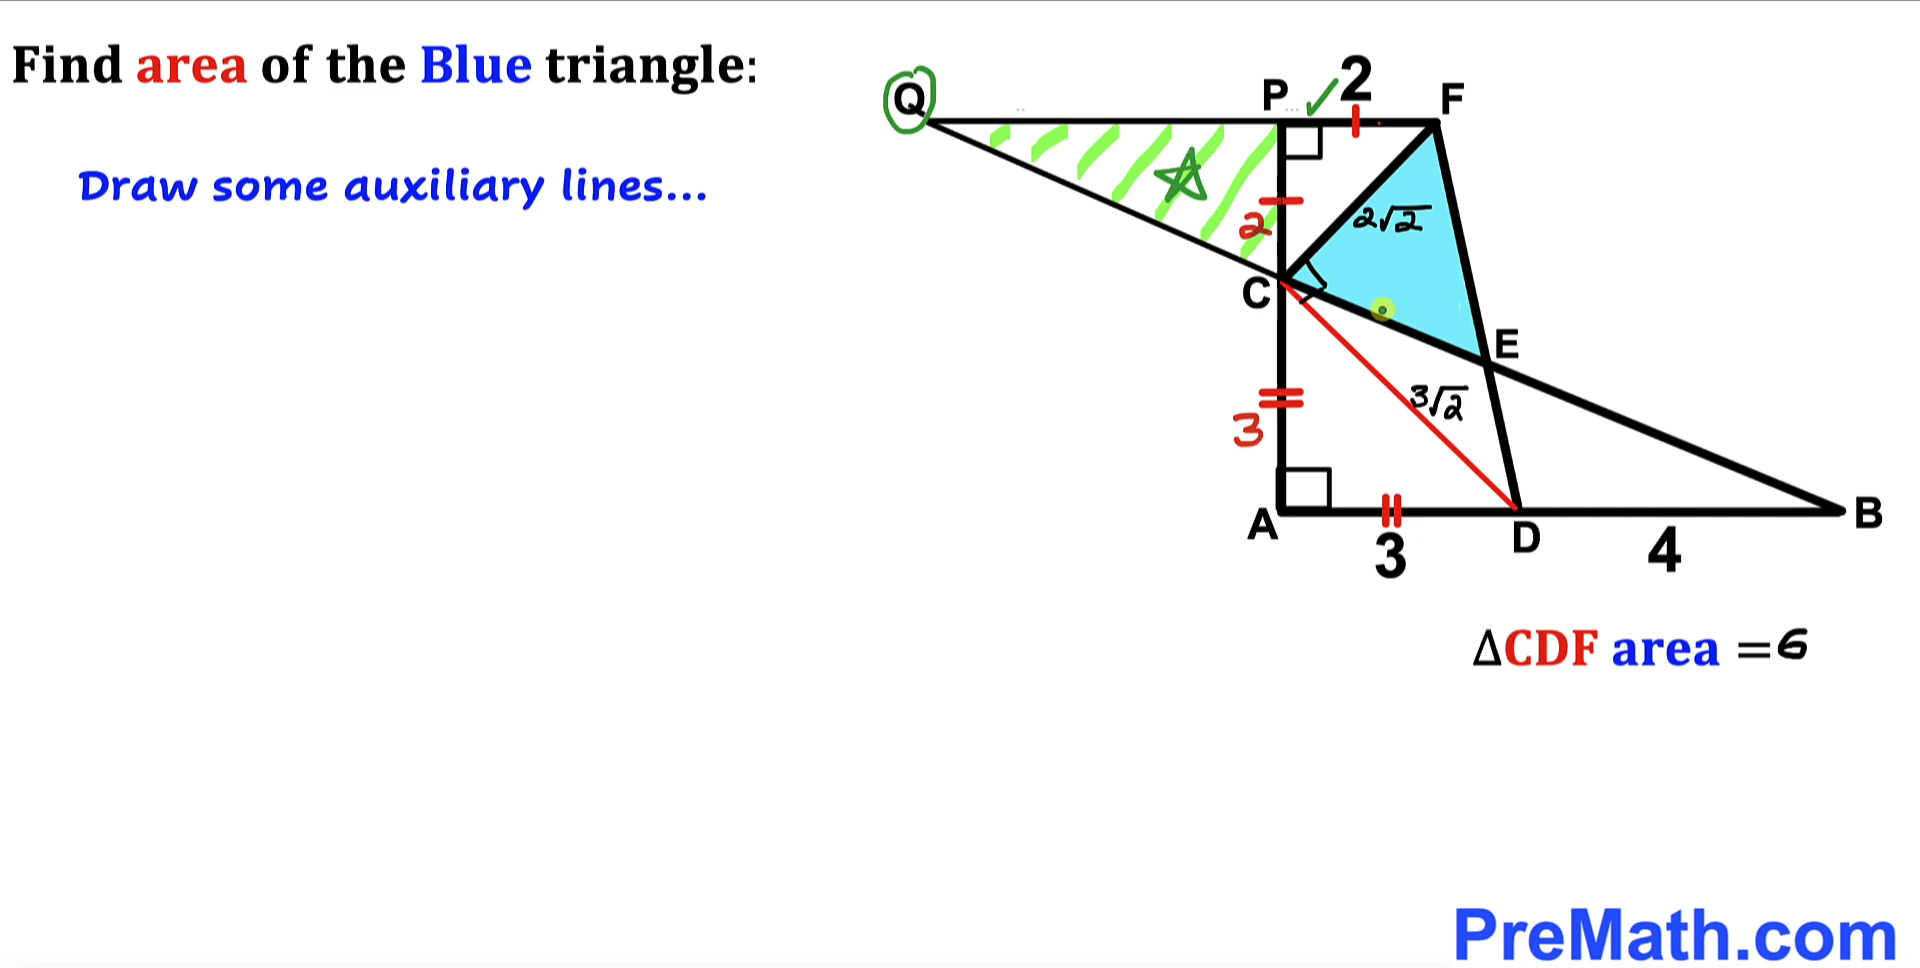 Find area of the Blue triangle:
Draw some auxiliary lines...
Q
P ✓ 2 F
2
2√2
C
E
3
3√2
A
3
D
4
B
ΔCDF area = 6
PreMath.com